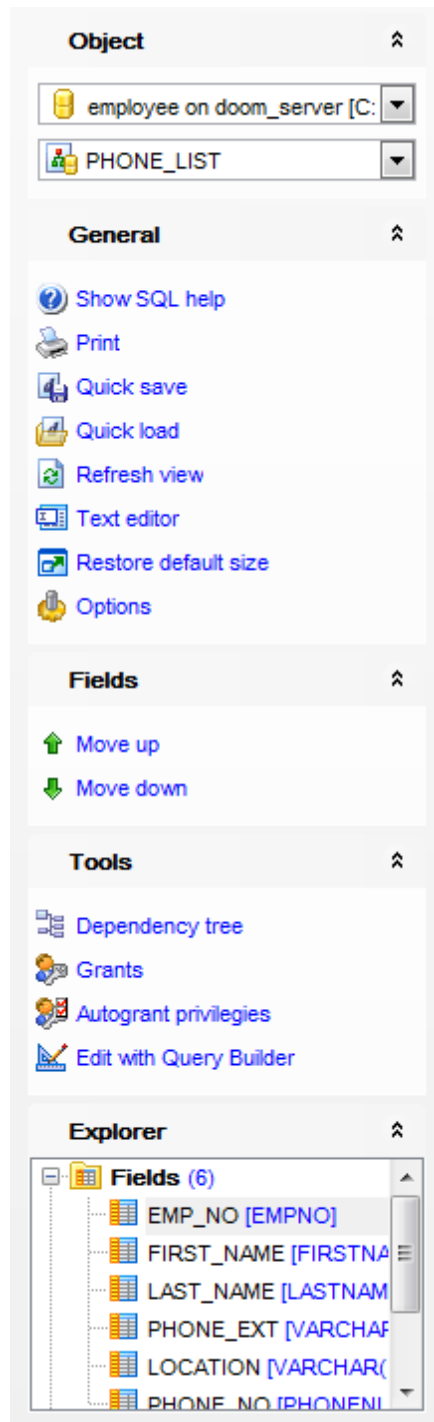 Object
employee on doom_server [C:
PHONE_LIST
General
Show SQL help
Print
Quick save
Quick load
Refresh view
Text editor
Restore default size
Options
Fields
Move up
Move down
Tools
Dependency tree
Grants
Autogrant privilegies
Edit with Query Builder
Explorer
Fields (6)
EMP_NO [EMPNO]
FIRST_NAME [FIRSTNA
LAST_NAME [LASTNAM
PHONE_EXT [VARCHAR
LOCATION [VARCHAR(
PHONE_NO [PHONEN